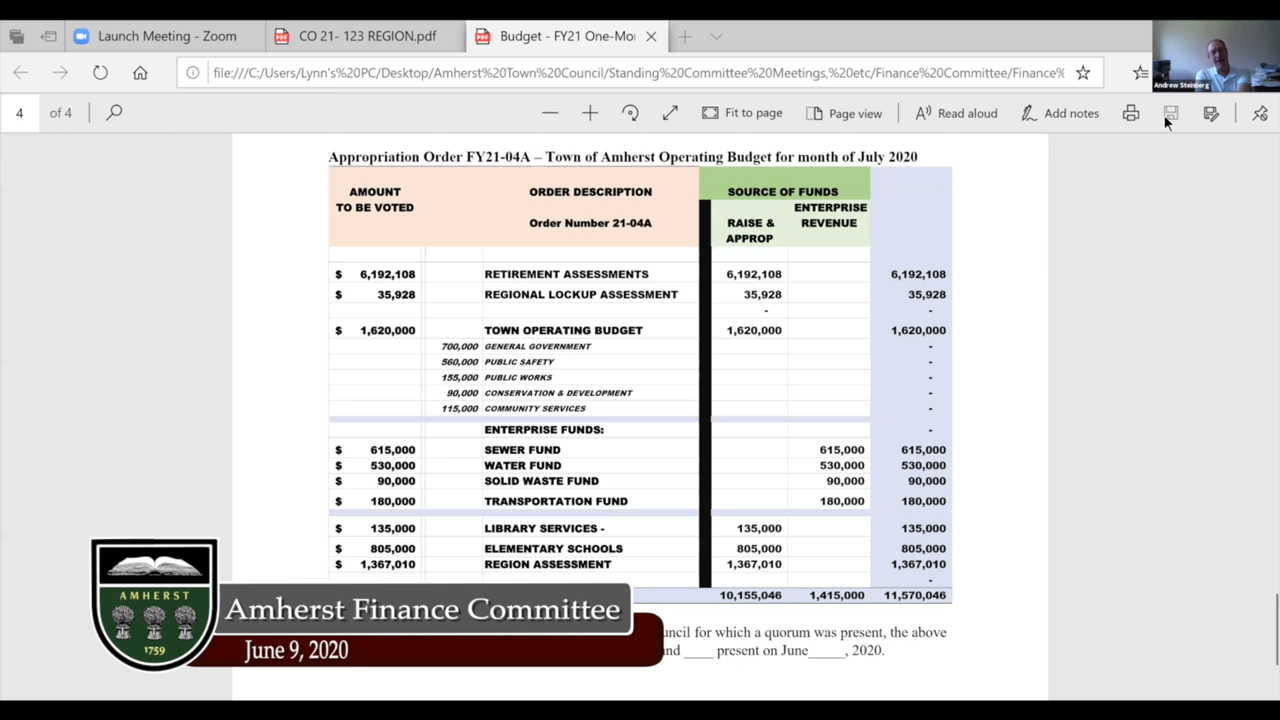 Launch Meeting - Zoom
CO 21- 123 REGION.pdf
Budget - FY21 One-Mo
file:///C:/Users/Lynn's%20PC/Desktop/Amherst%20Town%20Council/Standing%20Committee%20Meetings,%20etc/Finance%20Committee/Finance%
Andrew Steinberg
4 of 4
Fit to page
Page view
Read aloud
Add notes
Appropriation Order FY21-04A – Town of Amherst Operating Budget for month of July 2020
AMOUNT TO BE VOTED
ORDER DESCRIPTION
Order Number 21-04A
SOURCE OF FUNDS
RAISE & APPROP
ENTERPRISE REVENUE
$ 6,192,108 RETIREMENT ASSESSMENTS 6,192,108 6,192,108
$ 35,928 REGIONAL LOCKUP ASSESSMENT 35,928 35,928
- -
$ 1,620,000 TOWN OPERATING BUDGET 1,620,000 1,620,000
700,000 GENERAL GOVERNMENT -
560,000 PUBLIC SAFETY -
155,000 PUBLIC WORKS -
90,000 CONSERVATION & DEVELOPMENT -
115,000 COMMUNITY SERVICES -
ENTERPRISE FUNDS: -
$ 615,000 SEWER FUND 615,000 615,000
$ 530,000 WATER FUND 530,000 530,000
$ 90,000 SOLID WASTE FUND 90,000 90,000
$ 180,000 TRANSPORTATION FUND 180,000 180,000
$ 135,000 LIBRARY SERVICES - 135,000 135,000
$ 805,000 ELEMENTARY SCHOOLS 805,000 805,000
$ 1,367,010 REGION ASSESSMENT 1,367,010 1,367,010
-
10,155,046 1,415,000 11,570,046
for which a quorum was present, the above
____ present on June_____, 2020.
AMHERST
1759
Amherst Finance Committee
June 9, 2020